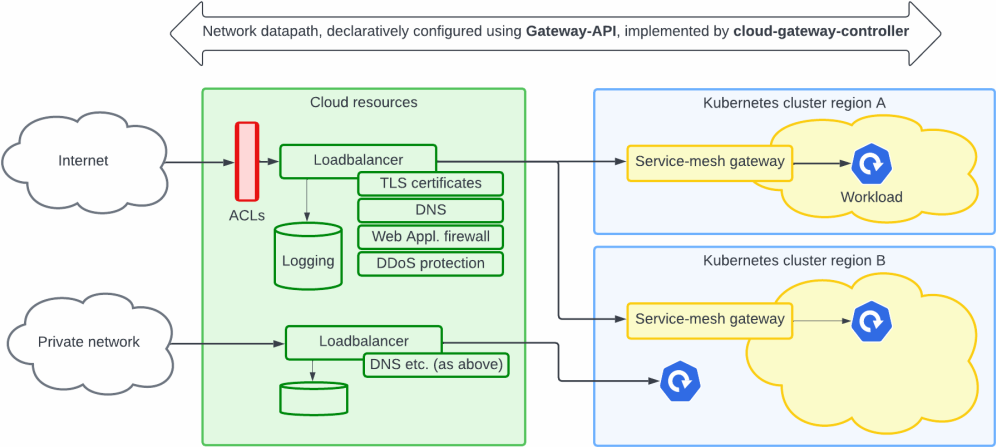 Network datapath, declaratively configured using Gateway-API, implemented by cloud-gateway-controller
Cloud resources
Kubernetes cluster region A
Internet
Loadbalancer
Service-mesh gateway
TLS certificates
Workload
ACLs
DNS
Web Appl. firewall
Logging
DDoS protection
Kubernetes cluster region B
Service-mesh gateway
Private network
Loadbalancer
DNS etc. (as above)